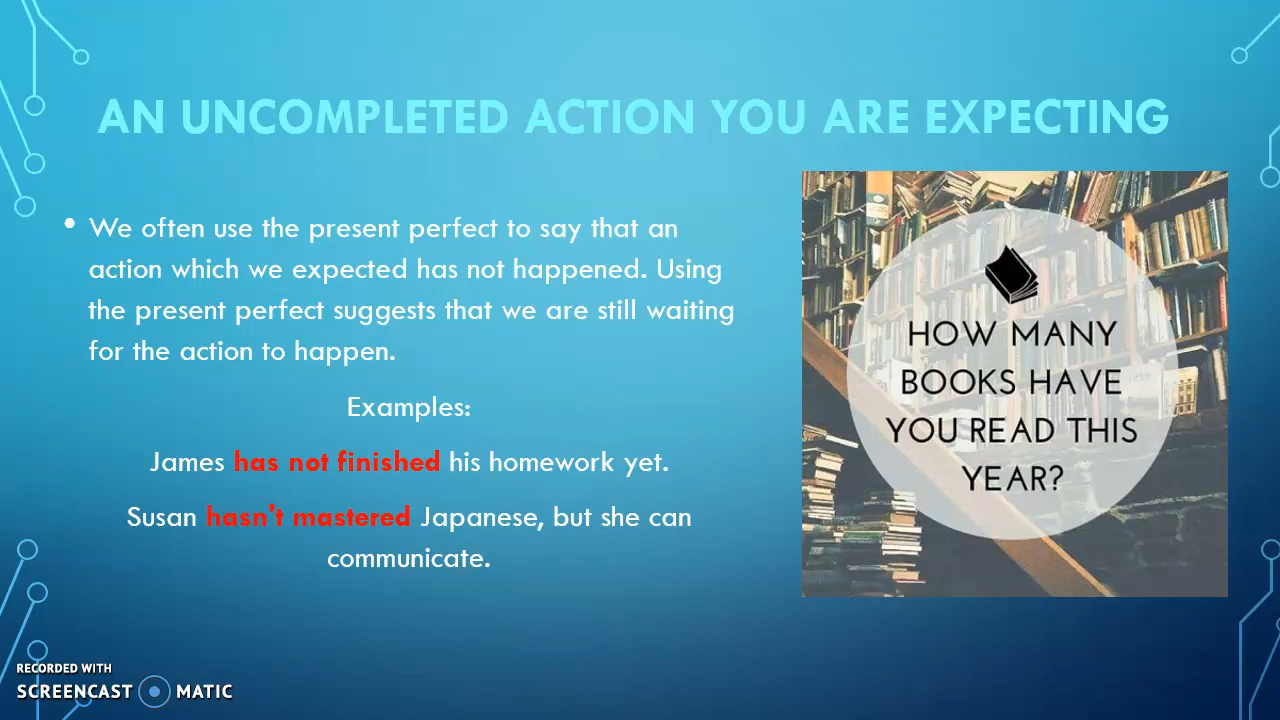 AN UNCOMPLETED ACTION YOU ARE EXPECTING
• We often use the present perfect to say that an
action which we expected has not happened. Using
the present perfect suggests that we are still waiting
for the action to happen.
Examples:
James has not finished his homework yet.
Susan hasn't mastered Japanese, but she can
communicate.
HOW MANY
BOOKS HAVE
YOU READ THIS
YEAR?
RECORDED WITH
SCREENCAST MATIC